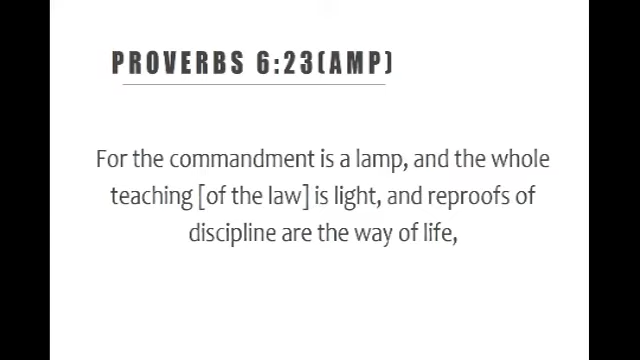 PROVERBS 6:23(AMP)
For the commandment is a lamp, and the whole
teaching [of the law] is light, and reproofs of
discipline are the way of life,